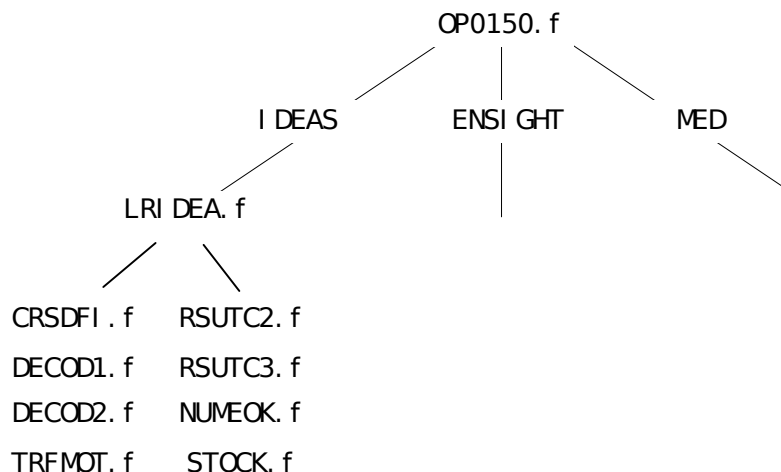 OP0150.f
IDEAS ENSIGHT MED
LRIDEA.f
CRSDFI.f RSUTC2.f
DECOD1.f RSUTC3.f
DECOD2.f NUMEOK.f
TRFMOT.f STOCK.f